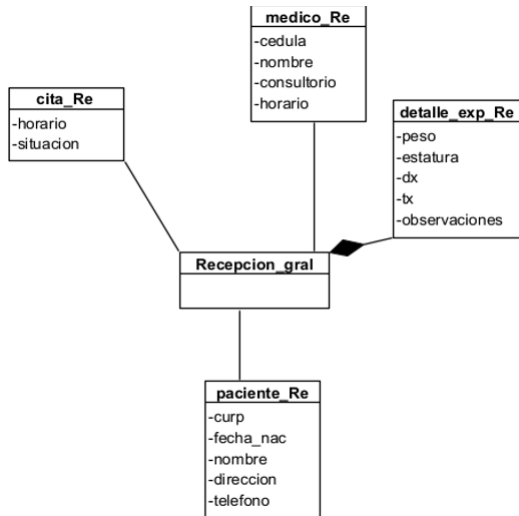 medico_Re
-cedula
-nombre
-consultorio
-horario
cita_Re
-horario
-situacion
detalle_exp_Re
-peso
-estatura
-dx
-tx
-observaciones
Recepcion_gral
paciente_Re
-curp
-fecha_nac
-nombre
-direccion
-telefono